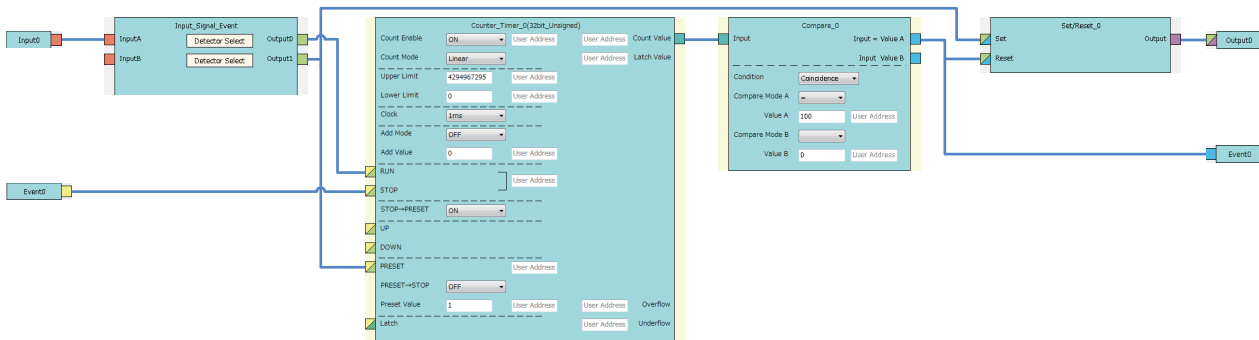 Input0
Input_Signal_Event
InputA
Detector Select
Output0
InputB
Detector Select
Output1
Counter_Timer_0(32bit_Unsigned)
Count Enable
ON
User Address
User Address
Count Value
Count Mode
Linear
User Address
Latch Value
Upper Limit
4294967295
User Address
Lower Limit
0
User Address
Clock
1ms
Add Mode
OFF
Add Value
0
User Address
RUN
User Address
STOP
STOP→PRESET
ON
UP
DOWN
PRESET
User Address
PRESET→STOP
OFF
Preset Value
1
User Address
User Address
Overflow
Latch
User Address
Underflow
Event0
Compare_0
Input
Input = Value A
Input Value B
Condition
Coincidence
Compare Mode A
=
Value A
100
User Address
Compare Mode B
Value B
0
User Address
Set/Reset_0
Set
Output
Reset
Output0
Event0